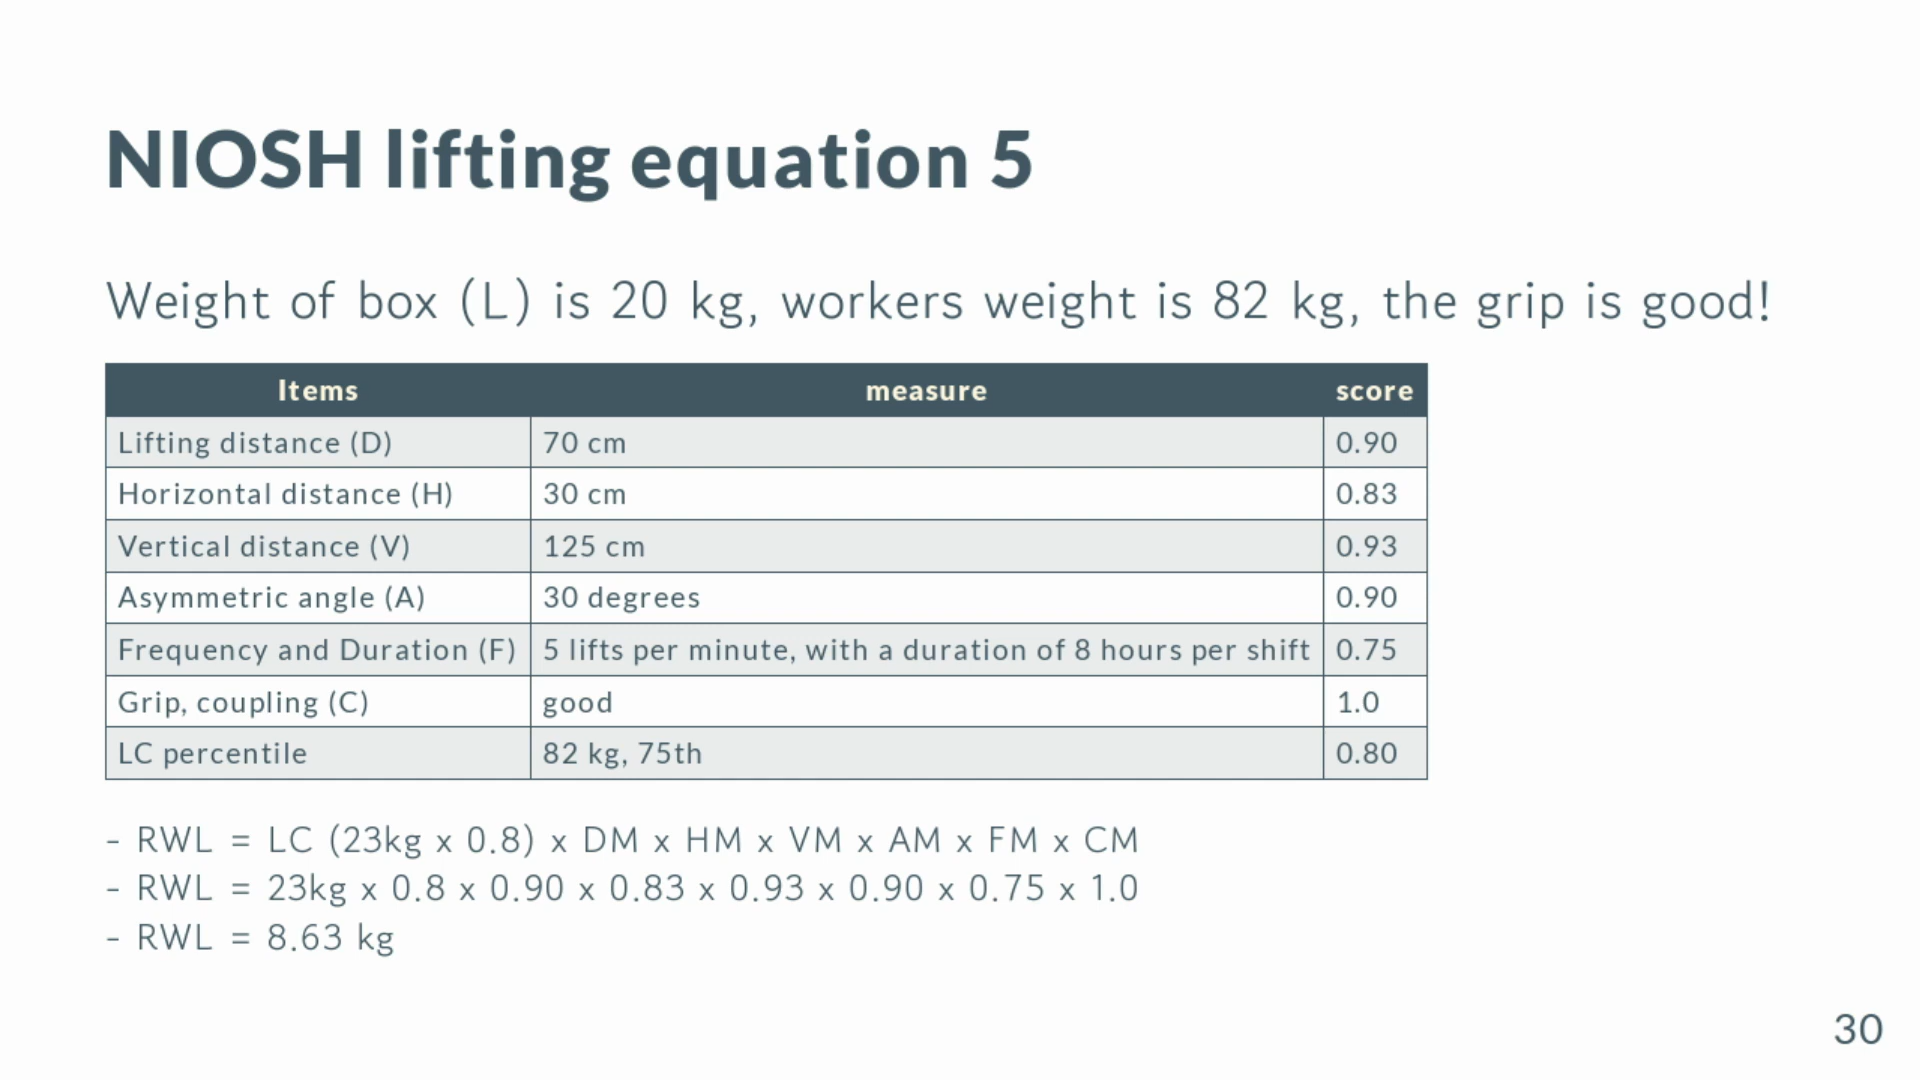 NIOSH lifting equation 5
Weight of box (L) is 20 kg, workers weight is 82 kg, the grip is good!
Items measure score
Lifting distance (D) 70 cm 0.90
Horizontal distance (H) 30 cm 0.83
Vertical distance (V) 125 cm 0.93
Asymmetric angle (A) 30 degrees 0.90
Frequency and Duration (F) 5 lifts per minute, with a duration of 8 hours per shift 0.75
Grip, coupling (C) good 1.0
LC percentile 82 kg, 75th 0.80
- RWL = LC (23kg x 0.8) x DM x HM x VM x AM x FM x CM
- RWL = 23kg x 0.8 x 0.90 x 0.83 x 0.93 x 0.90 x 0.75 x 1.0
- RWL = 8.63 kg
30